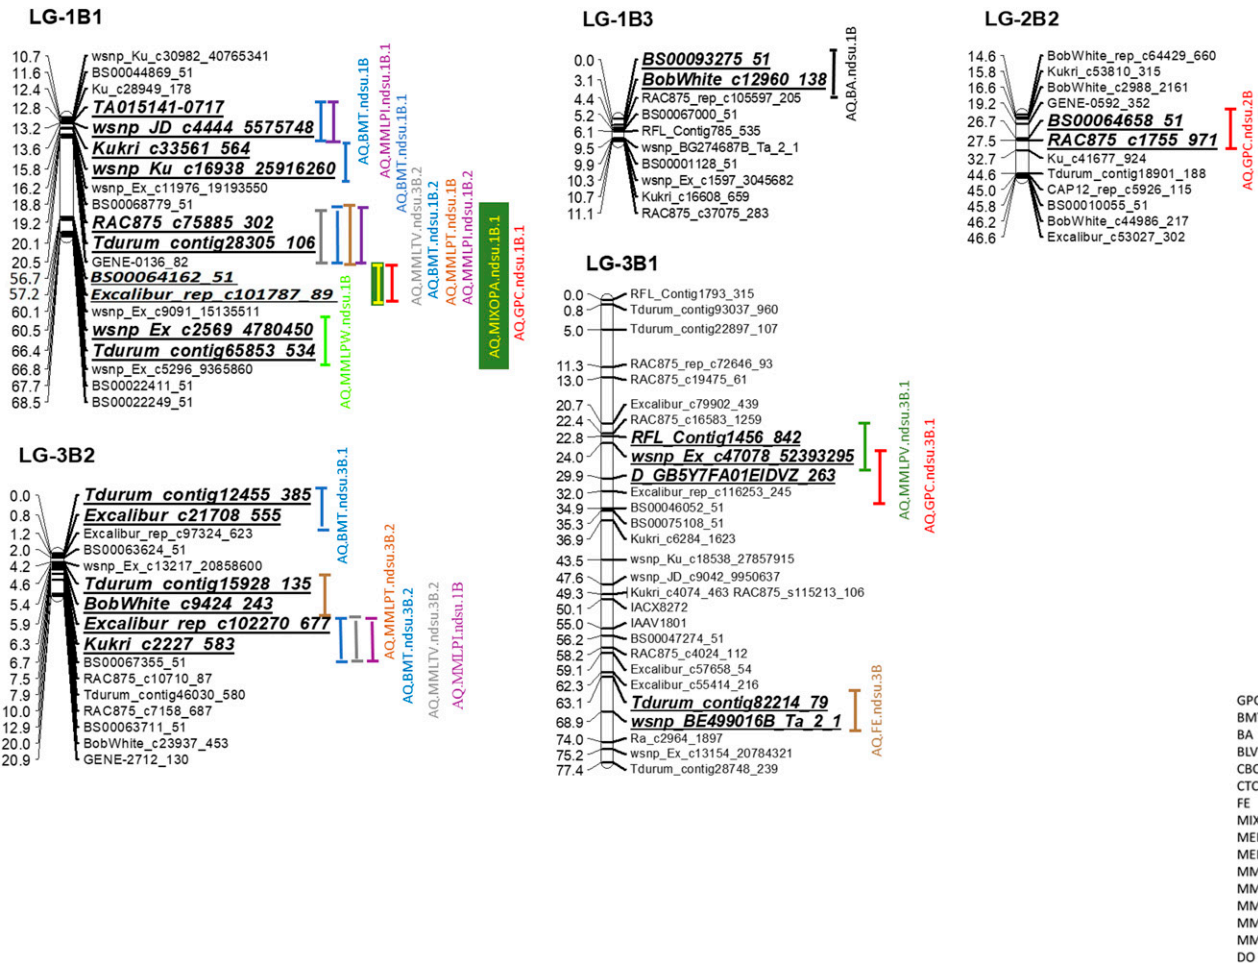 LG-1B1
10.7 wsnp_Ku_c30982_40765341
11.6 BS00044869_51
12.4 Ku_c28949_178
12.8 TA015141-0717
13.2 wsnp_JD_c4444_5575748
13.6 Kukri_c33561_564
15.8 wsnp_Ku_c16938_25916260
16.2 wsnp_Ex_c11976_19193550
18.8 BS00068779_51
19.2 RAC875_c75885_302
20.1 Tdurum_contig28305_106
20.5 GENE-0136_82
56.7 BS00064162_51
57.2 Excalibur_rep_c101787_89
60.1 wsnp_Ex_c9091_15135511
60.5 wsnp_Ex_c2569_4780450
66.4 Tdurum_contig65853_534
66.8 wsnp_Ex_c5296_9365860
67.7 BS00022411_51
68.5 BS00022249_51
AQ.MMLPW.ndsu.1B
AQ.BMT.ndsu.1B
AQ.MMLPI.ndsu.1B.1
AQ.BMT.ndsu.1B.1
AQ.MMLTV.ndsu.3B.2
AQ.BMT.ndsu.1B.2
AQ.MMLPT.ndsu.1B
AQ.MMLPI.ndsu.1B.2
AQ.MIXOPA.ndsu.1B.1
AQ.GPC.ndsu.1B.1
LG-1B3
0.0 BS00093275_51
3.1 BobWhite_c12960_138
4.4 RAC875_rep_c105597_205
5.2 BS00067000_51
6.1 RFL_Contig785_535
9.5 wsnp_BG274687B_Ta_2_1
9.9 BS00001128_51
10.3 wsnp_Ex_c1597_3045682
10.7 Kukri_c16608_659
11.1 RAC875_c37075_283
AQ.BA.ndsu.1B
LG-2B2
14.6 BobWhite_rep_c64429_660
15.8 Kukri_c53810_315
16.6 BobWhite_c2988_2161
19.2 GENE-0592_352
26.7 BS00064658_51
27.5 RAC875_c1755_971
32.7 Ku_c41677_924
44.6 Tdurum_contig18901_188
45.0 CAP12_rep_c5926_115
45.8 BS00010055_51
46.2 BobWhite_c44986_217
46.6 Excalibur_c53027_302
AQ.GPC.ndsu.2B
LG-3B2
0.0 Tdurum_contig12455_385
0.8 Excalibur_c21708_555
1.2 Excalibur_rep_c97324_623
2.0 BS00063624_51
4.2 wsnp_Ex_c13217_20858600
4.6 Tdurum_contig15928_135
5.4 BobWhite_c9424_243
5.9 Excalibur_rep_c102270_677
6.3 Kukri_c2227_583
6.7 BS00067355_51
7.5 RAC875_c10710_87
7.9 Tdurum_contig46030_580
10.0 RAC875_c7158_687
12.9 BS00063711_51
20.0 BobWhite_c23937_453
20.9 GENE-2712_130
AQ.BMT.ndsu.3B.1
AQ.MMLPT.ndsu.3B.2
AQ.BMT.ndsu.3B.2
AQ.MMLTV.ndsu.3B.2
AQ.MMLPI.ndsu.1B
LG-3B1
0.0 RFL_Contig1793_315
0.8 Tdurum_contig93037_960
5.0 Tdurum_contig22897_107
11.3 RAC875_rep_c72646_93
13.0 RAC875_c19475_61
20.7 Excalibur_c79902_439
22.4 RAC875_c16583_1259
22.8 RFL_Contig1456_842
24.0 wsnp_Ex_c47078_52393295
29.9 D_GB5Y7FA01EIDVZ_263
32.0 Excalibur_rep_c116253_245
34.9 BS00046052_51
35.3 BS00075108_51
36.9 Kukri_c6284_1623
43.5 wsnp_Ku_c18538_27857915
47.6 wsnp_JD_c9042_9950637
49.3 Kukri_c4074_463 RAC875_s115213_106
50.1 IACX8272
55.0 IAAV1801
56.2 BS00047274_51
58.2 RAC875_c4024_112
59.1 Excalibur_c57658_54
62.3 Excalibur_c55414_216
63.1 Tdurum_contig82214_79
68.9 wsnp_BE499016B_Ta_2_1
74.0 Ra_c2964_1897
75.2 wsnp_Ex_c13154_20784321
77.4 Tdurum_contig28748_239
AQ.MMLPV.ndsu.3B.1
AQ.GPC.ndsu.3B.1
AQ.FE.ndsu.3B
GPC
BMT
BA
BLV
CBC
CTC
FE
MIX
MM
MM
MM
MM
MM
DO